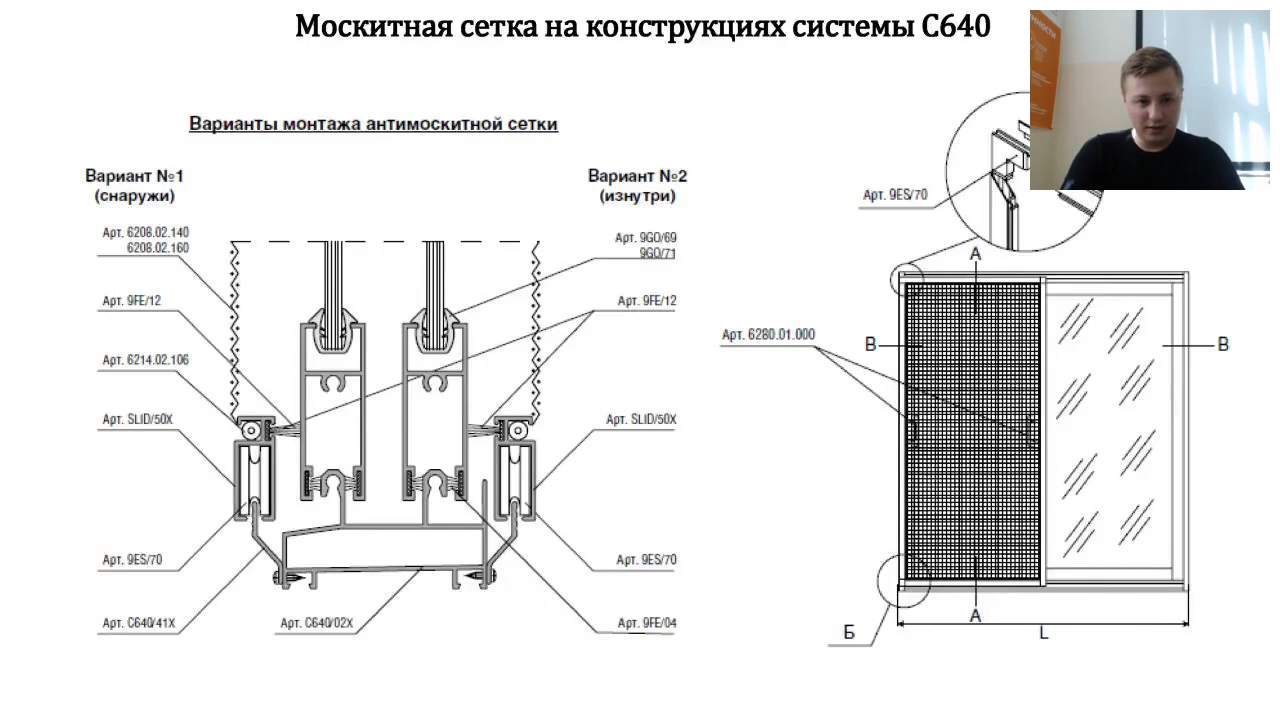 Москитная сетка на конструкциях системы С640
Варианты монтажа антимоскитной сетки
Вариант №1
(снаружи)
Вариант №2
(изнутри)
Арт. 6208.02.140
6208.02.160
Арт. 9FE/12
Арт. 6214.02.106
Арт. SLID/50X
Арт. 9ES/70
Арт. C640/41X
Арт. C640/02X
Арт. 9GO/69
9GO/71
Арт. 9FE/12
Арт. SLID/50X
Арт. 9ES/70
Арт. 9FE/04
Арт. 9ES/70
А
Арт. 6280.01.000
В
В
А
Б
L